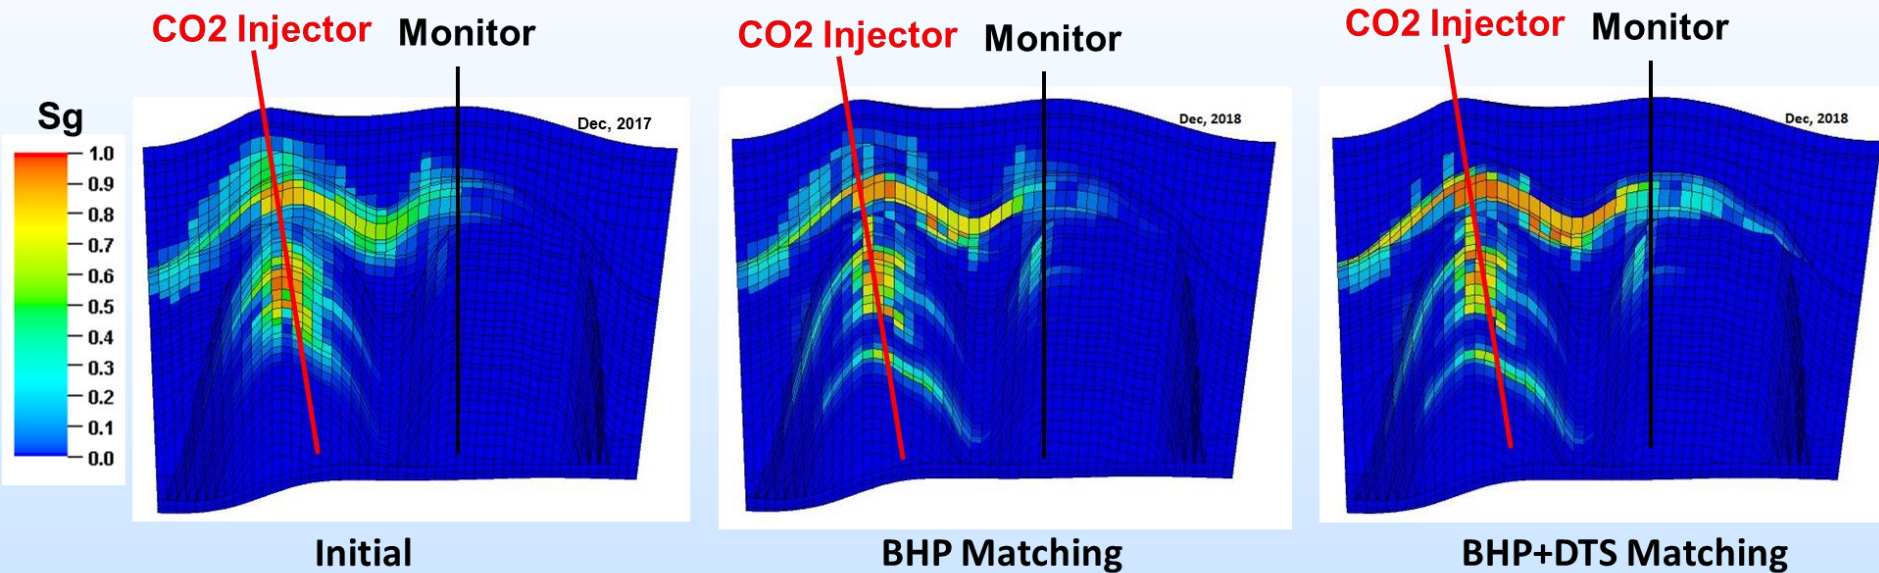 CO2 Injector Monitor
CO2 Injector Monitor
CO2 Injector Monitor
Sg
1.0
0.9
0.8
0.7
0.6
0.5
0.4
0.3
0.2
0.1
0.0
Dec, 2017
Dec, 2018
Dec, 2018
Initial
BHP Matching
BHP+DTS Matching